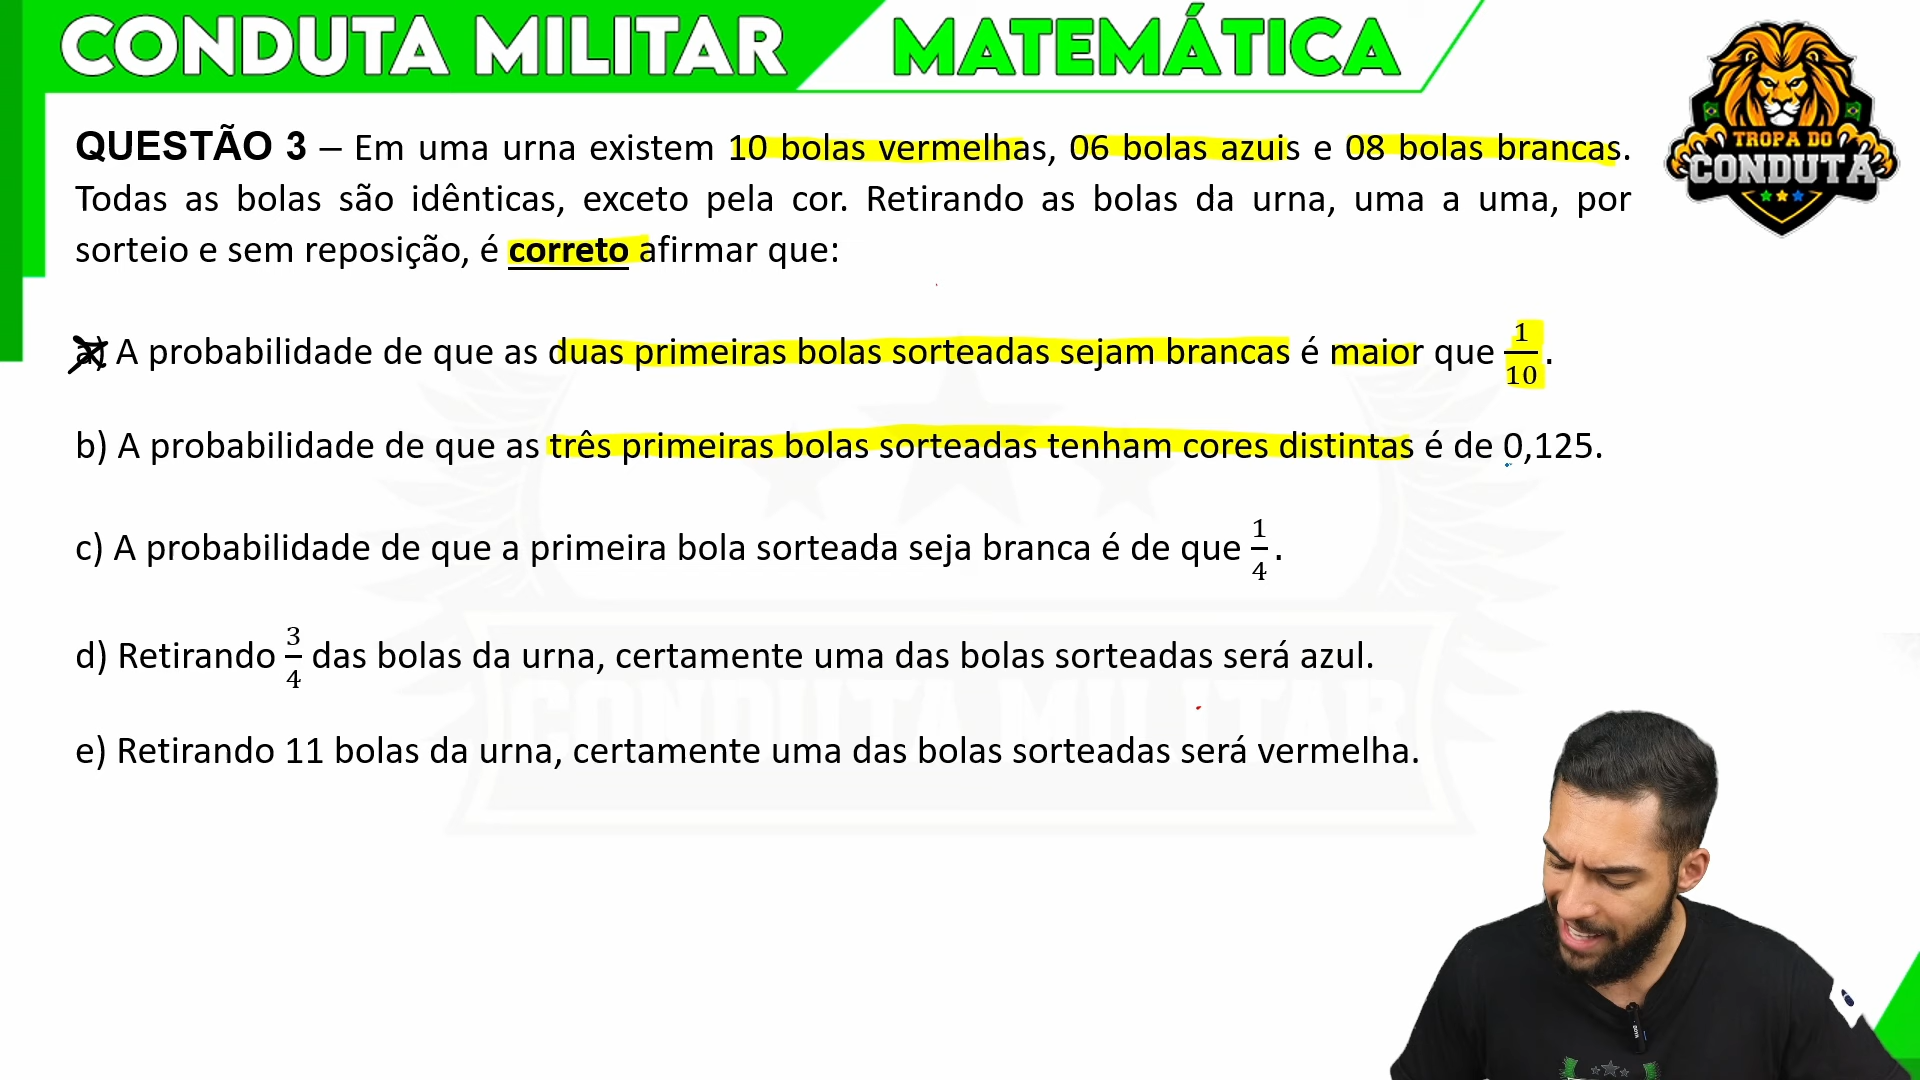 CONDUTA MILITAR MATEMÁTICA
TROPA DO
CONDUTA
QUESTÃO 3 – Em uma urna existem 10 bolas vermelhas, 06 bolas azuis e 08 bolas brancas.
Todas as bolas são idênticas, exceto pela cor. Retirando as bolas da urna, uma a uma, por
sorteio e sem reposição, é correto afirmar que:
a) A probabilidade de que as duas primeiras bolas sorteadas sejam brancas é maior que 1/10.
b) A probabilidade de que as três primeiras bolas sorteadas tenham cores distintas é de 0,125.
c) A probabilidade de que a primeira bola sorteada seja branca é de que 1/4.
d) Retirando 3/4 das bolas da urna, certamente uma das bolas sorteadas será azul.
CONDUTA MILITAR
e) Retirando 11 bolas da urna, certamente uma das bolas sorteadas será vermelha.